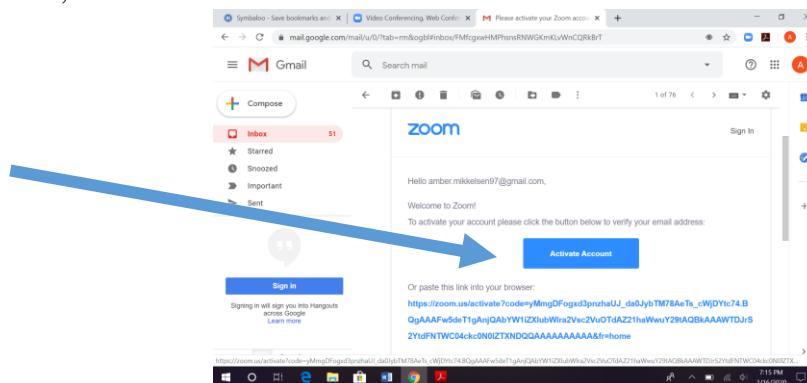 Symbaloo - Save bookmarks and
Video Conferencing, Web Confer
Please activate your Zoom accou
mail.google.com/mail/u/0/?tab=rm&ogbl#inbox/FMfcgxwHMPhsnsRNWGKmKLvWnCQRkBrT
Gmail
Search mail
Compose
1 of 76
Inbox 51
Starred
Snoozed
Important
Sent
zoom
Sign In
Hello amber.mikkelsen97@gmail.com,
Welcome to Zoom!
To activate your account please click the button below to verify your email address:
Activate Account
Or paste this link into your browser:
https://zoom.us/activate?code=yMmgDFogxd3pnzhaUJ_da0JybTM78AeTs_cWjDYtc74.B
QgAAAFw5deT1gAnjQAbYW1iZXIubWlra2Vsc2VuOTdAZ21haWwuY29tAQBkAAAWTDJrS
2YtdFNTWC04ckc0N0lZTXNDQQAAAAAAAAAA&fr=home
Sign in
Signing in will sign you into Hangouts
across Google
Learn more
7:15 PM